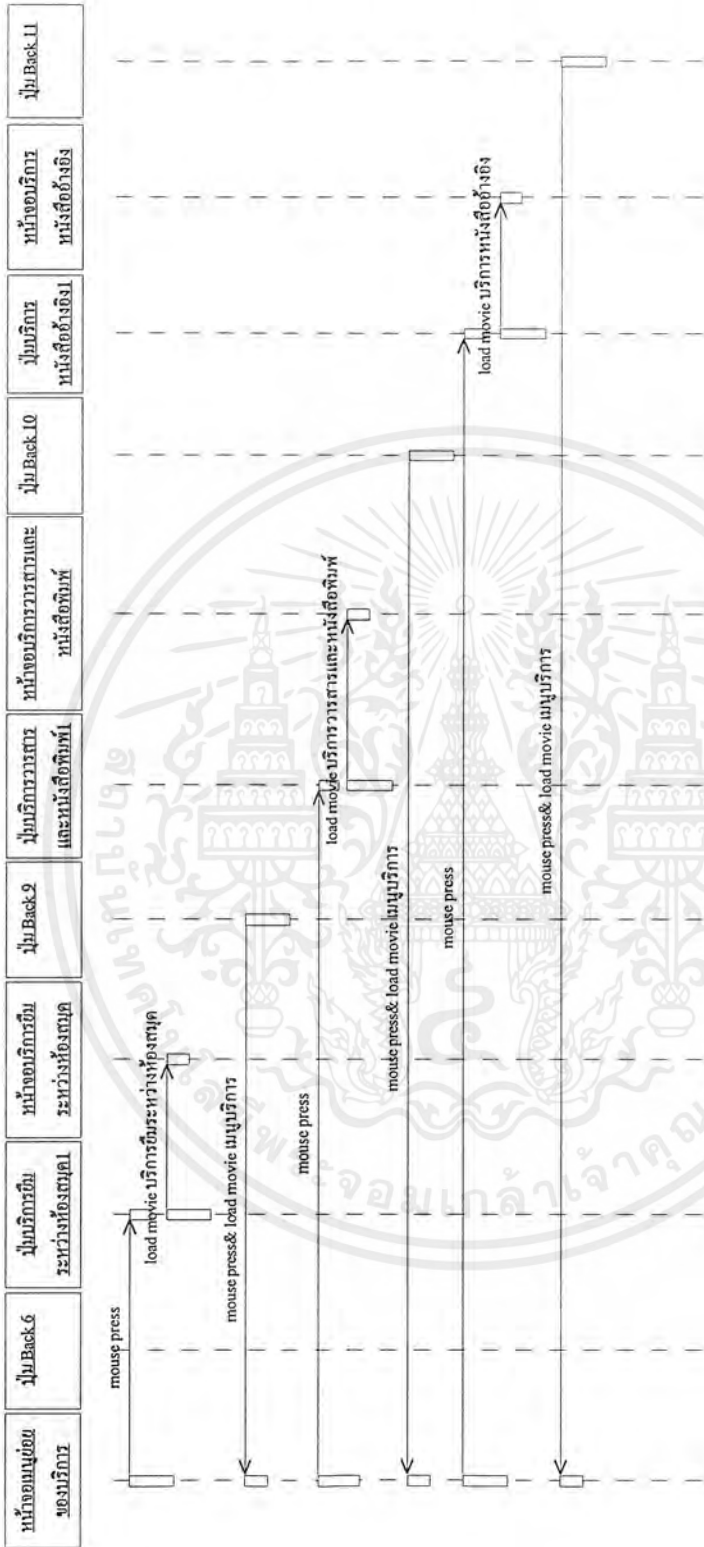 หน้าจอเมนูย่อย
ของบริการ
ปุ่ม Back 6
ปุ่มบริการยืม
ระหว่างห้องสมุด1
หน้าจอบริการยืม
ระหว่างห้องสมุด
ปุ่ม Back 9
ปุ่มบริการวารสาร
และหนังสือพิมพ์1
หน้าจอบริการวารสารและ
หนังสือพิมพ์
ปุ่ม Back 10
ปุ่มบริการ
หนังสืออ้างอิง1
หน้าจอบริการ
หนังสืออ้างอิง
ปุ่ม Back 11
mouse press
load movie บริการยืมระหว่างห้องสมุด
mouse press& load movie เมนูบริการ
mouse press
load movie บริการวารสารและหนังสือพิมพ์
mouse press& load movie เมนูบริการ
mouse press
load movie บริการหนังสืออ้างอิง
mouse press& load movie เมนูบริการ